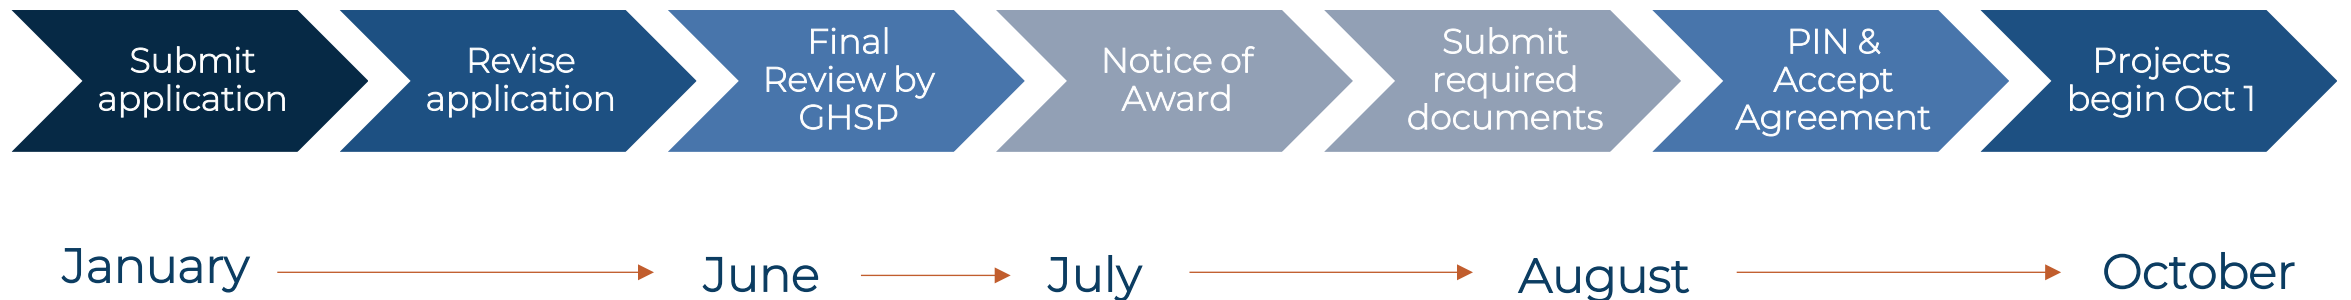 Submit
application
Revise
application
Final
Review by
GHSP
Notice of
Award
Submit
required
documents
PIN &
Accept
Agreement
Projects
begin Oct 1
January
June
July
August
October